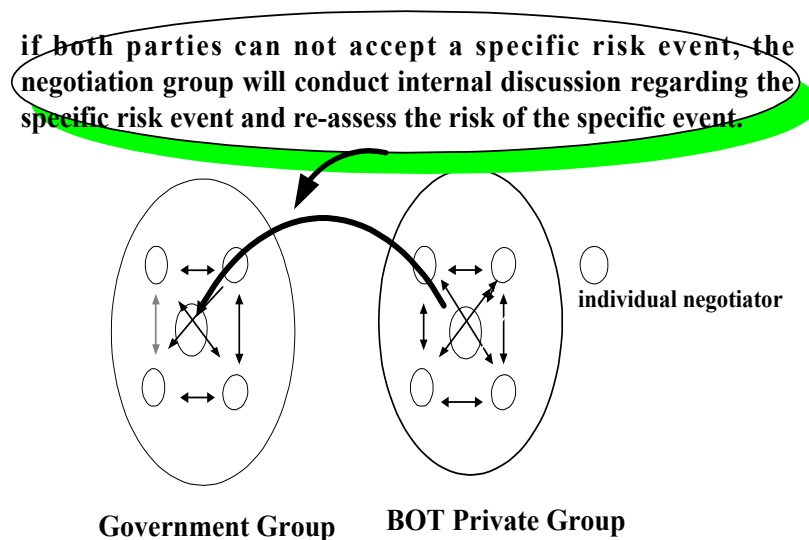 if both parties can not accept a specific risk event, the
negotiation group will conduct internal discussion regarding the
specific risk event and re-assess the risk of the specific event.
individual negotiator
Government Group
BOT Private Group